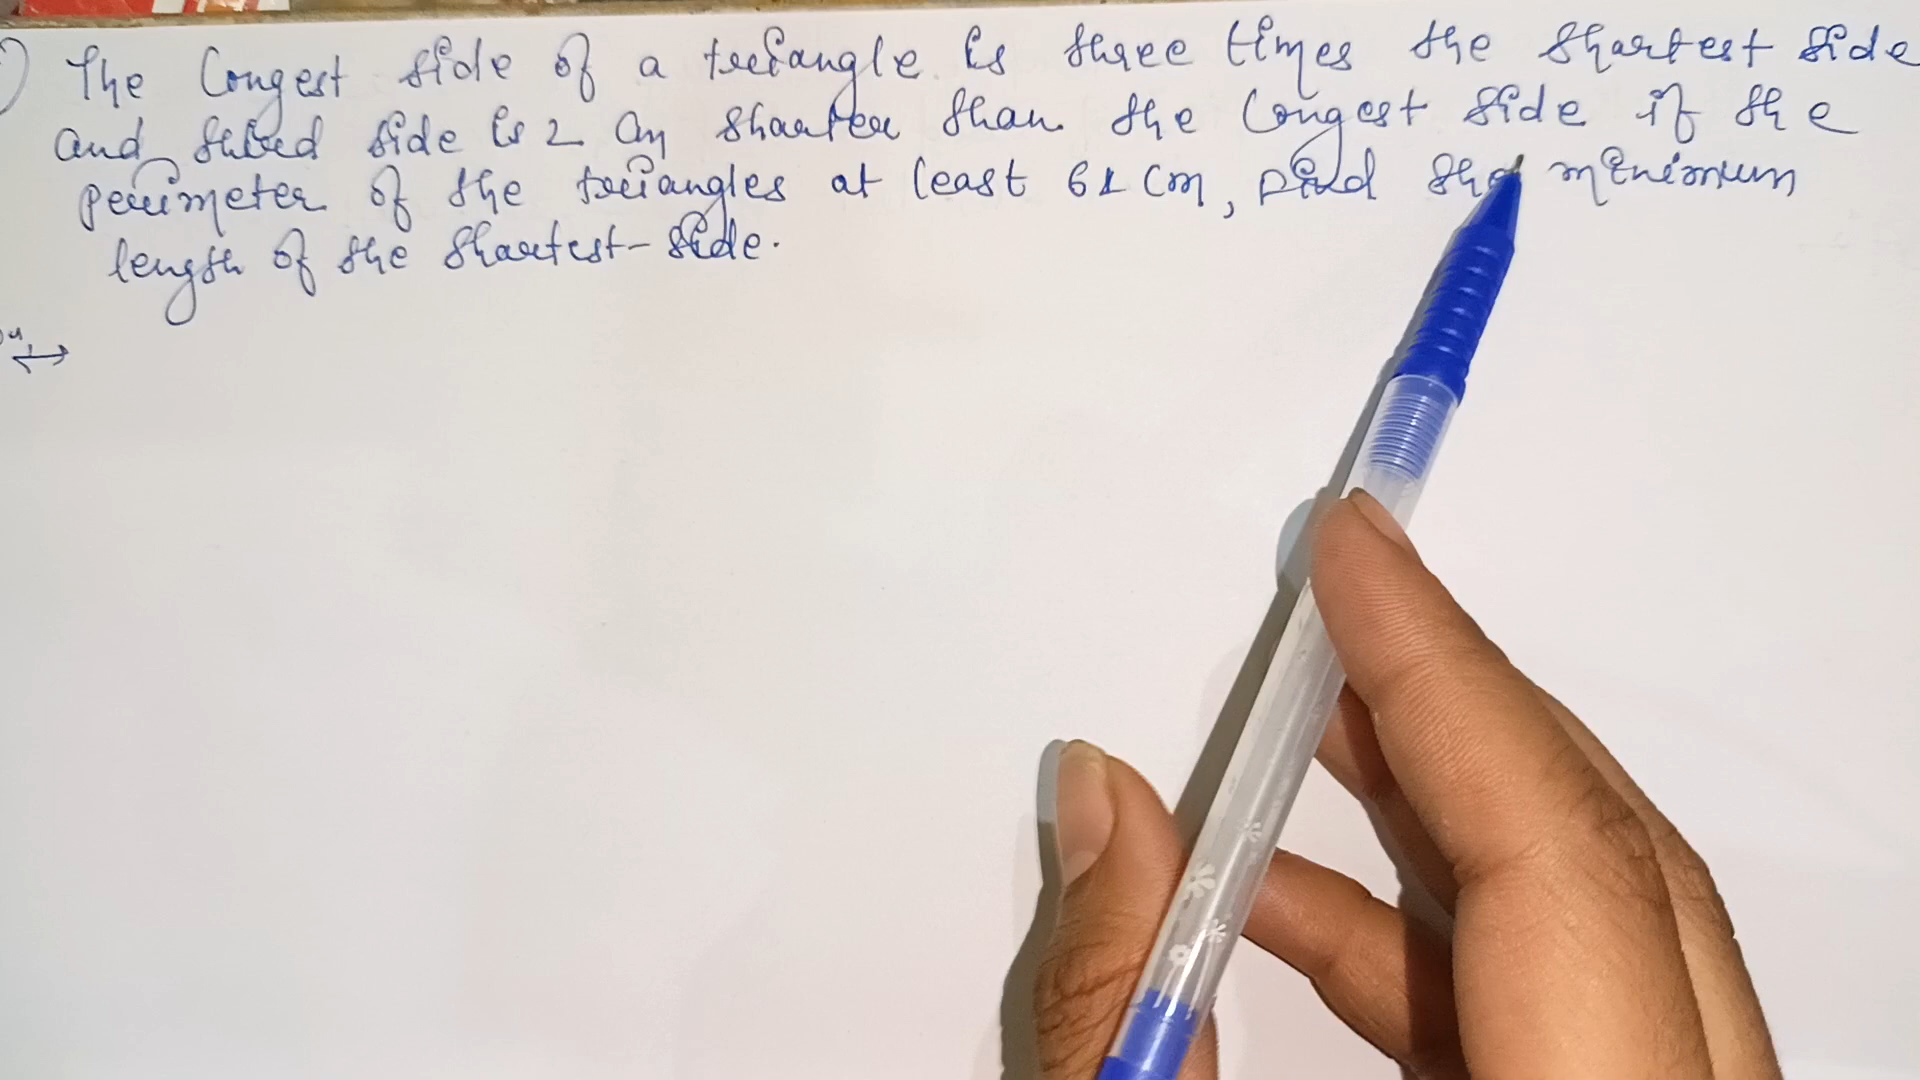 The longest side of a triangle is three times the shortest side
and third side is 2 cm shorter than the longest side if the
perimeter of the triangles at least 61 cm, find the minimum
length of the shortest-side.